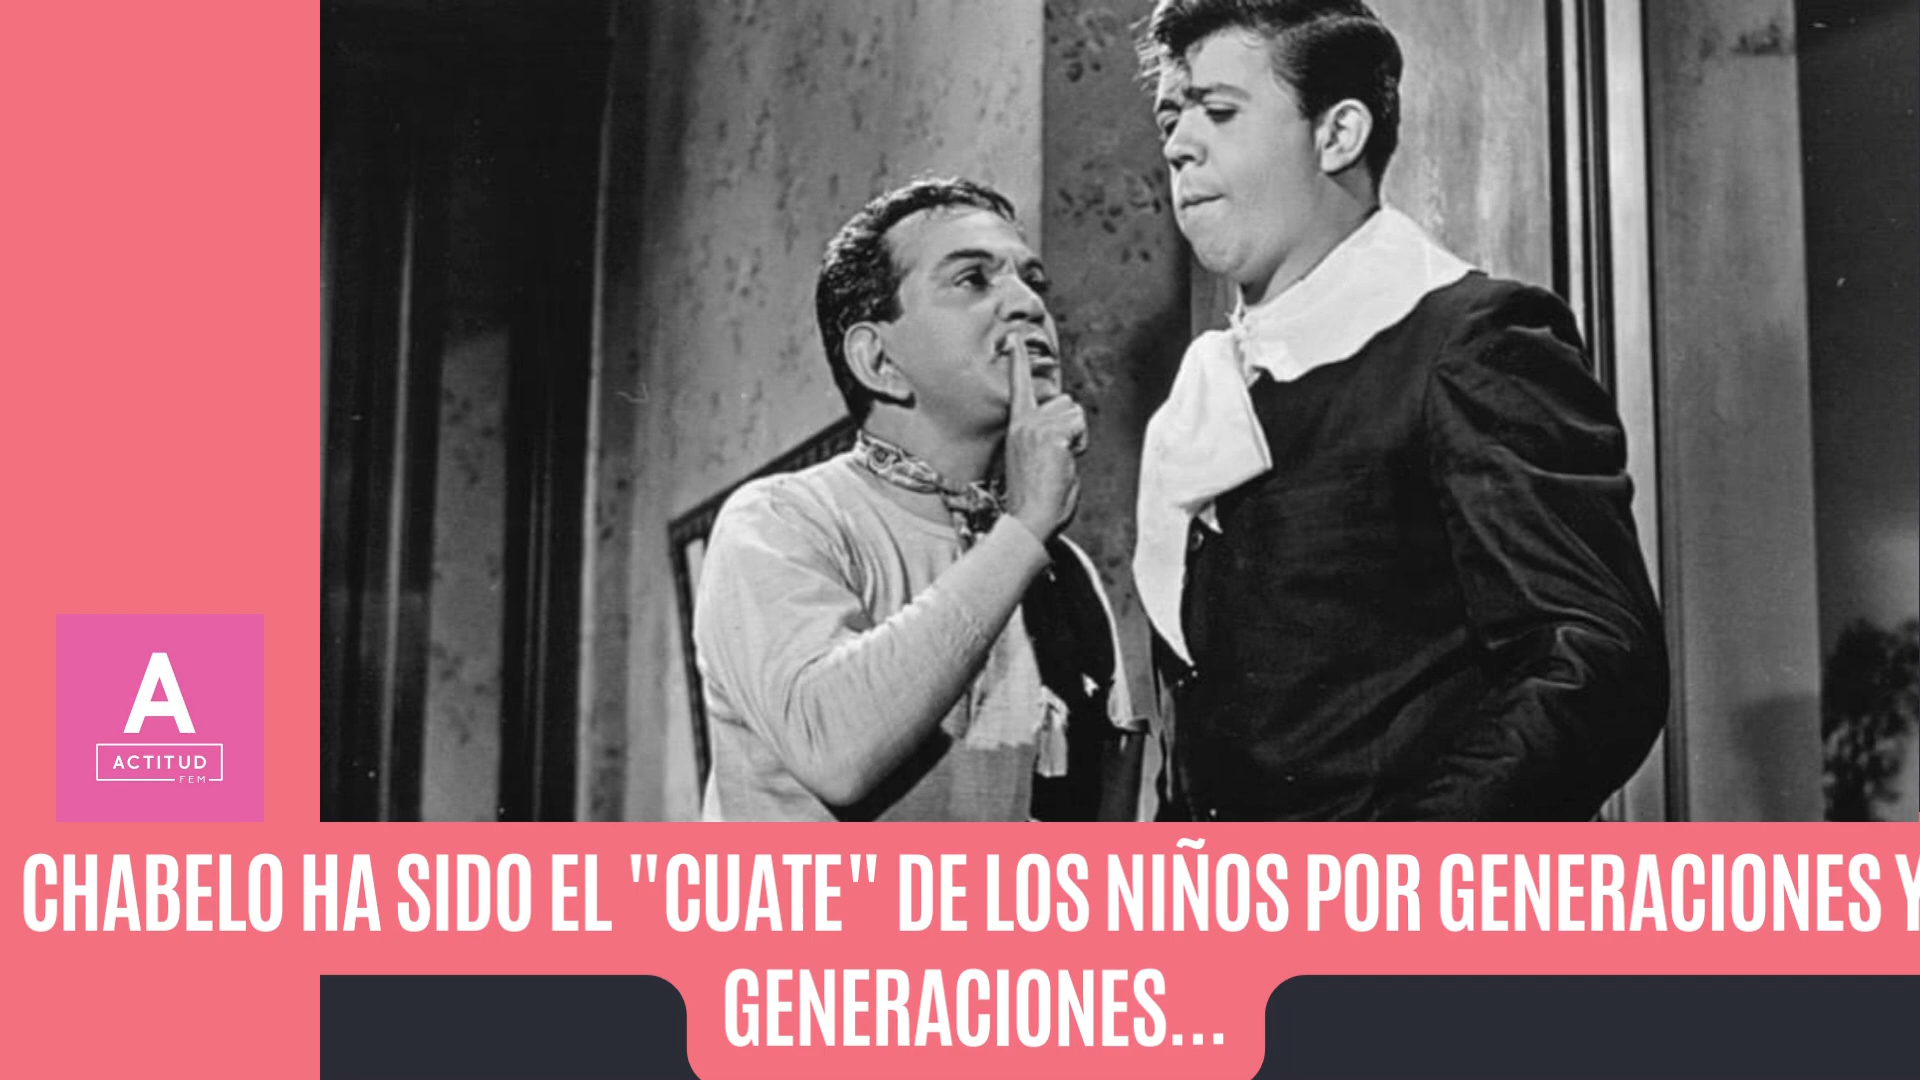 A
ACTITUD
FEM
CHABELO HA SIDO EL "CUATE" DE LOS NIÑOS POR GENERACIONES Y
GENERACIONES...